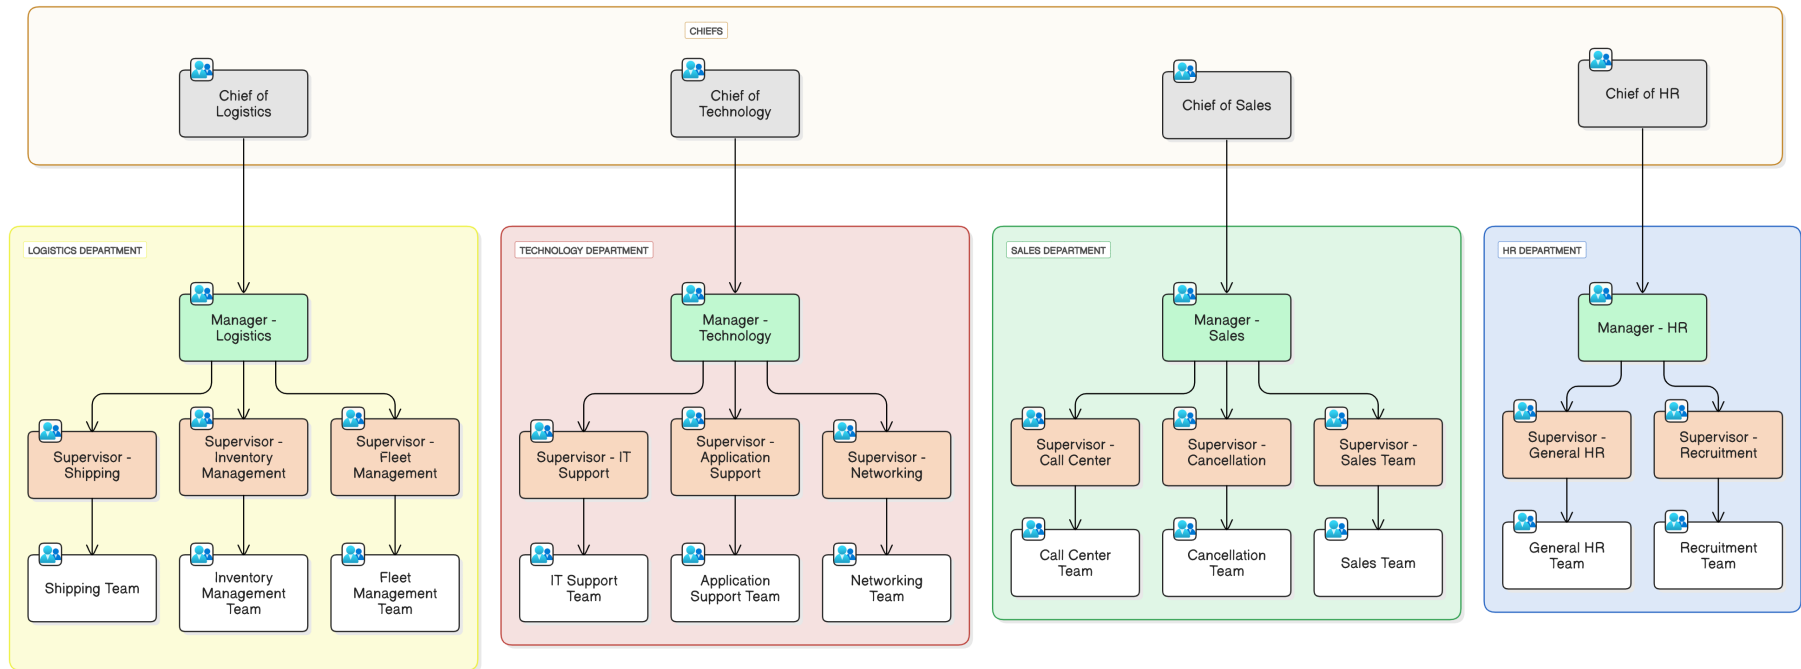 CHIEFS
Chief of
Logistics
Chief of
Technology
Chief of Sales
Chief of HR
LOGISTICS DEPARTMENT
Manager -
Logistics
Supervisor -
Shipping
Supervisor -
Inventory
Management
Supervisor -
Fleet
Management
Shipping Team
Inventory
Management
Team
Fleet
Management
Team
TECHNOLOGY DEPARTMENT
Manager -
Technology
Supervisor - IT
Support
Supervisor -
Application
Support
Supervisor -
Networking
IT Support
Team
Application
Support Team
Networking
Team
SALES DEPARTMENT
Manager -
Sales
Supervisor -
Call Center
Supervisor -
Cancellation
Supervisor -
Sales Team
Call Center
Team
Cancellation
Team
Sales Team
HR DEPARTMENT
Manager - HR
Supervisor -
General HR
Supervisor -
Recruitment
General HR
Team
Recruitment
Team